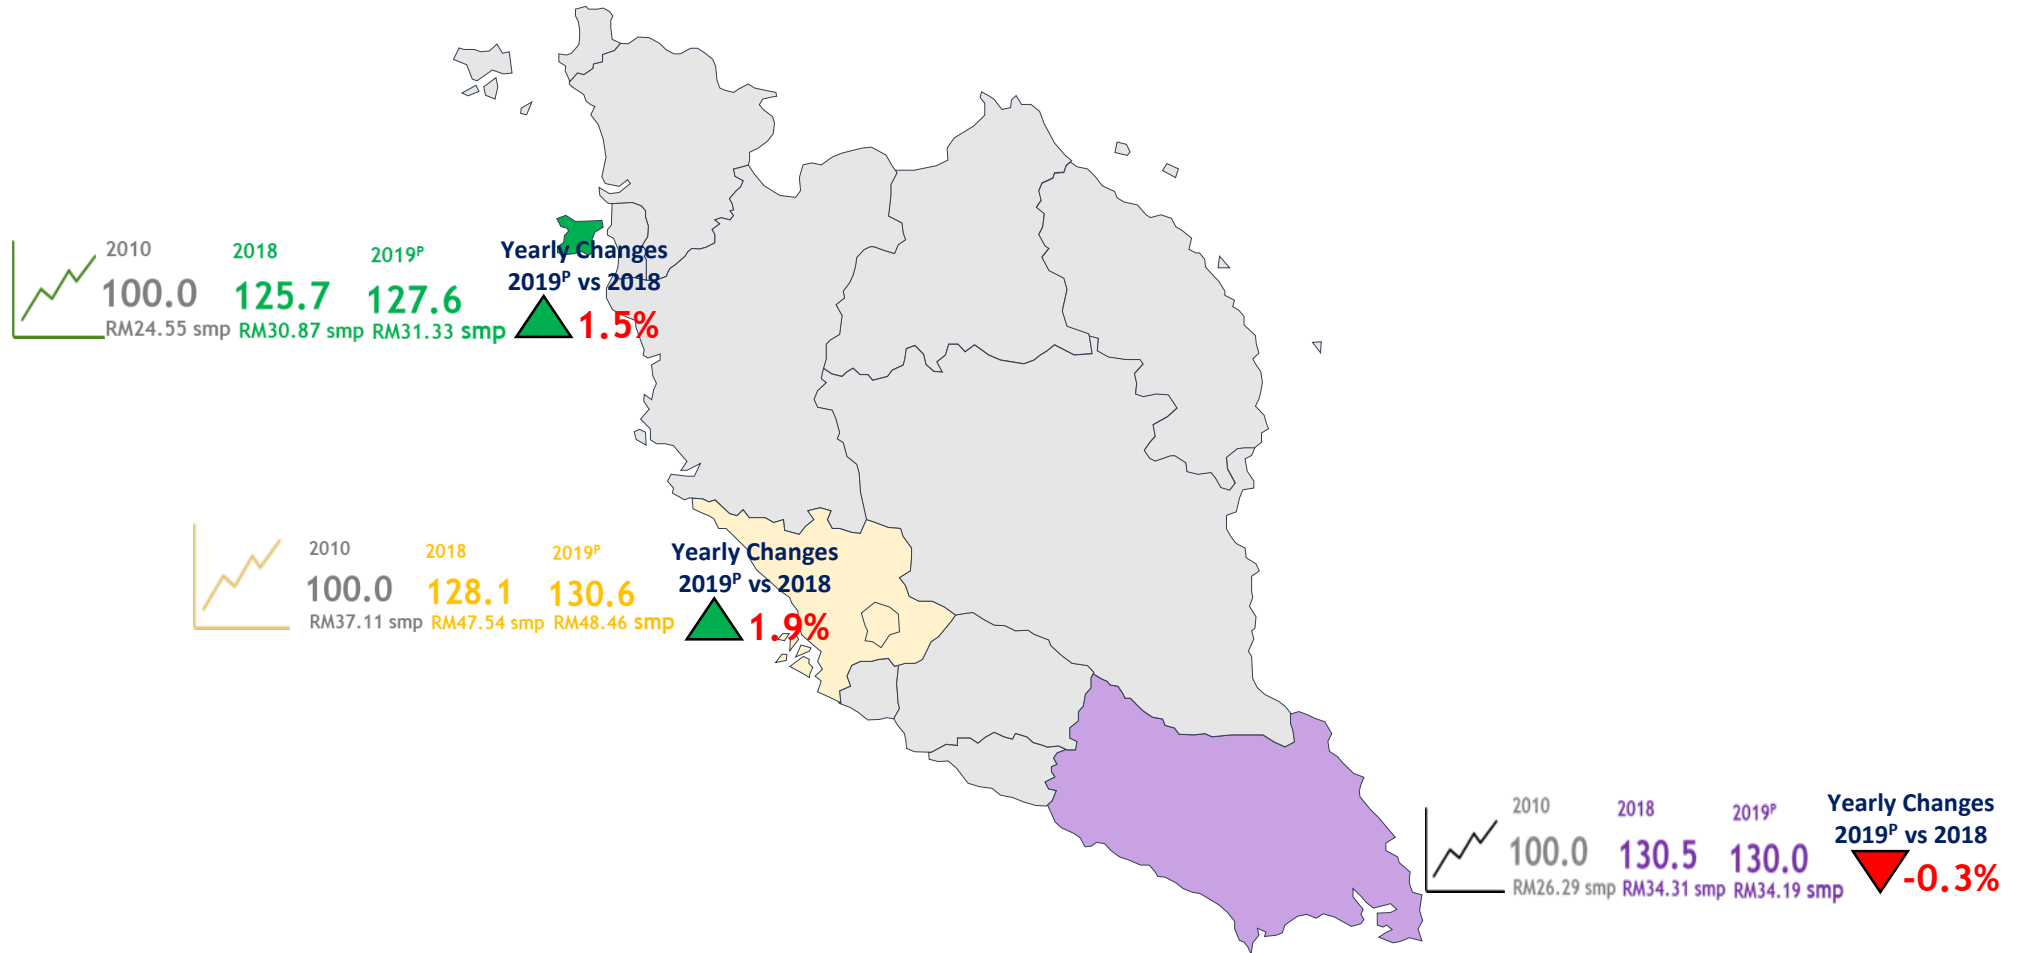 2010 2018 2019ᴾ
100.0 125.7 127.6
RM24.55 smp RM30.87 smp RM31.33 smp
Yearly Changes
2019ᴾ vs 2018
1.5%
2010 2018 2019ᴾ
100.0 128.1 130.6
RM37.11 smp RM47.54 smp RM48.46 smp
Yearly Changes
2019ᴾ vs 2018
1.9%
2010 2018 2019ᴾ
100.0 130.5 130.0
RM26.29 smp RM34.31 smp RM34.19 smp
Yearly Changes
2019ᴾ vs 2018
-0.3%